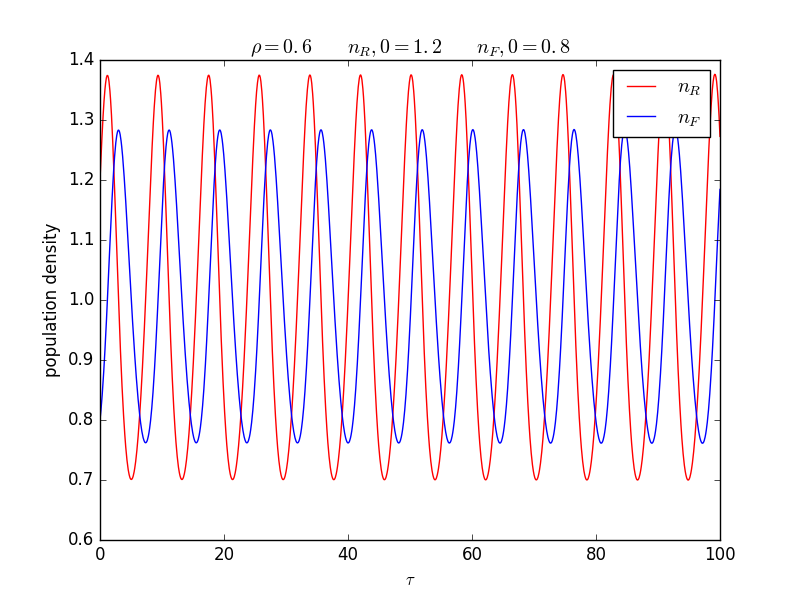 ρ = 0.6 n_R, 0 = 1.2 n_F, 0 = 0.8
n_R
n_F
population density
1.4
1.3
1.2
1.1
1.0
0.9
0.8
0.7
0.6
0 20 40 60 80 100
τ